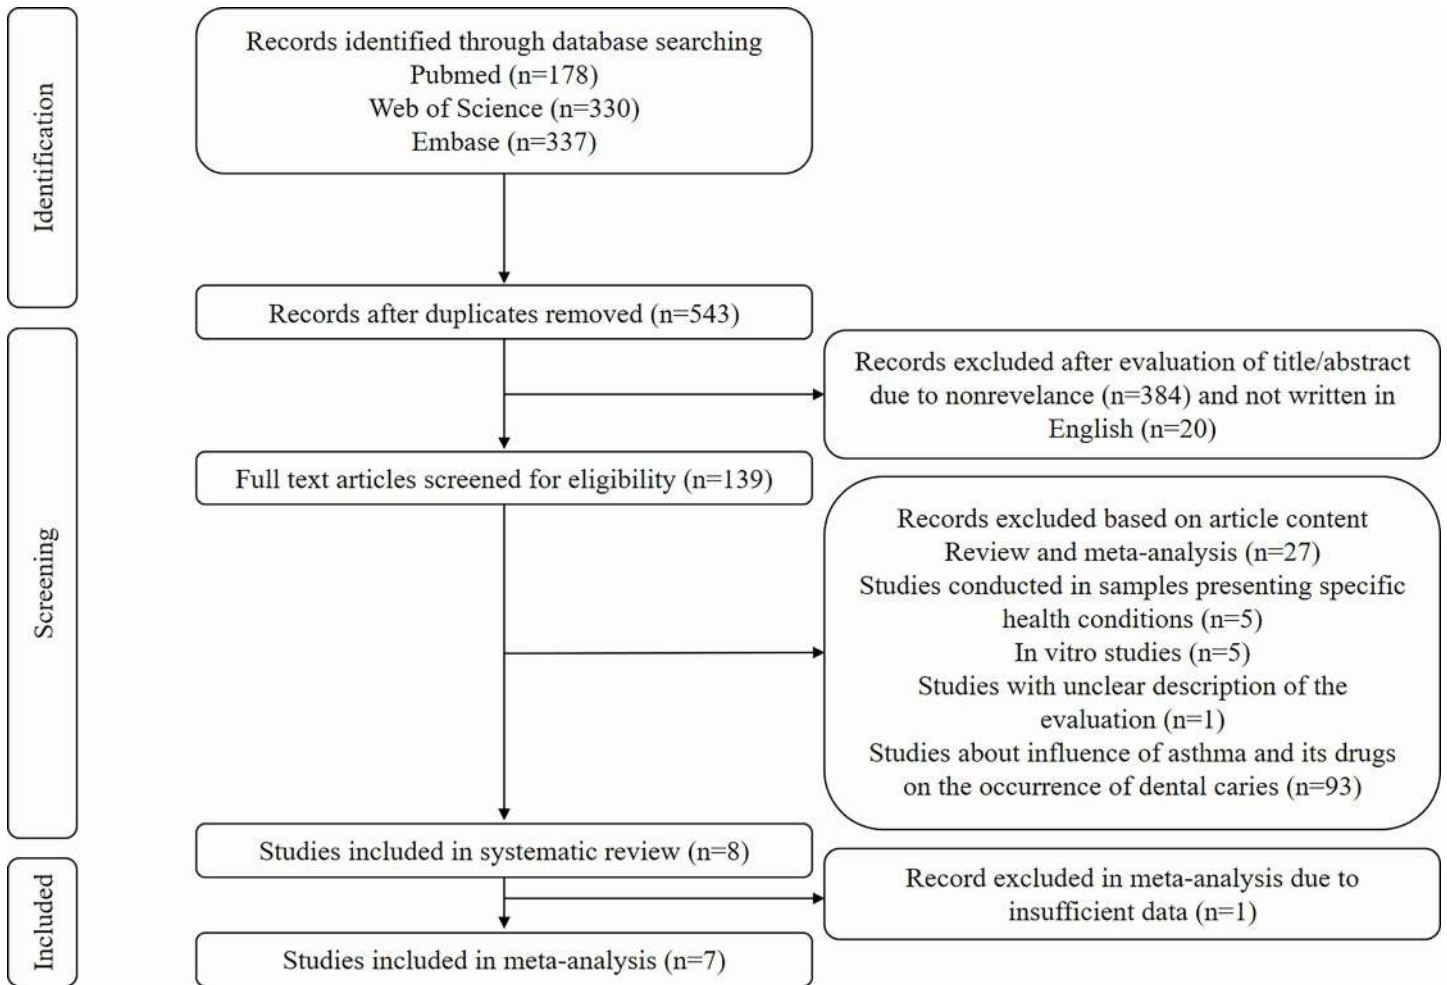 Identification
Records identified through database searching
Pubmed (n=178)
Web of Science (n=330)
Embase (n=337)
Records after duplicates removed (n=543)
Screening
Records excluded after evaluation of title/abstract
due to nonrevelance (n=384) and not written in
English (n=20)
Full text articles screened for eligibility (n=139)
Records excluded based on article content
Review and meta-analysis (n=27)
Studies conducted in samples presenting specific
health conditions (n=5)
In vitro studies (n=5)
Studies with unclear description of the
evaluation (n=1)
Studies about influence of asthma and its drugs
on the occurrence of dental caries (n=93)
Studies included in systematic review (n=8)
Included
Record excluded in meta-analysis due to
insufficient data (n=1)
Studies included in meta-analysis (n=7)